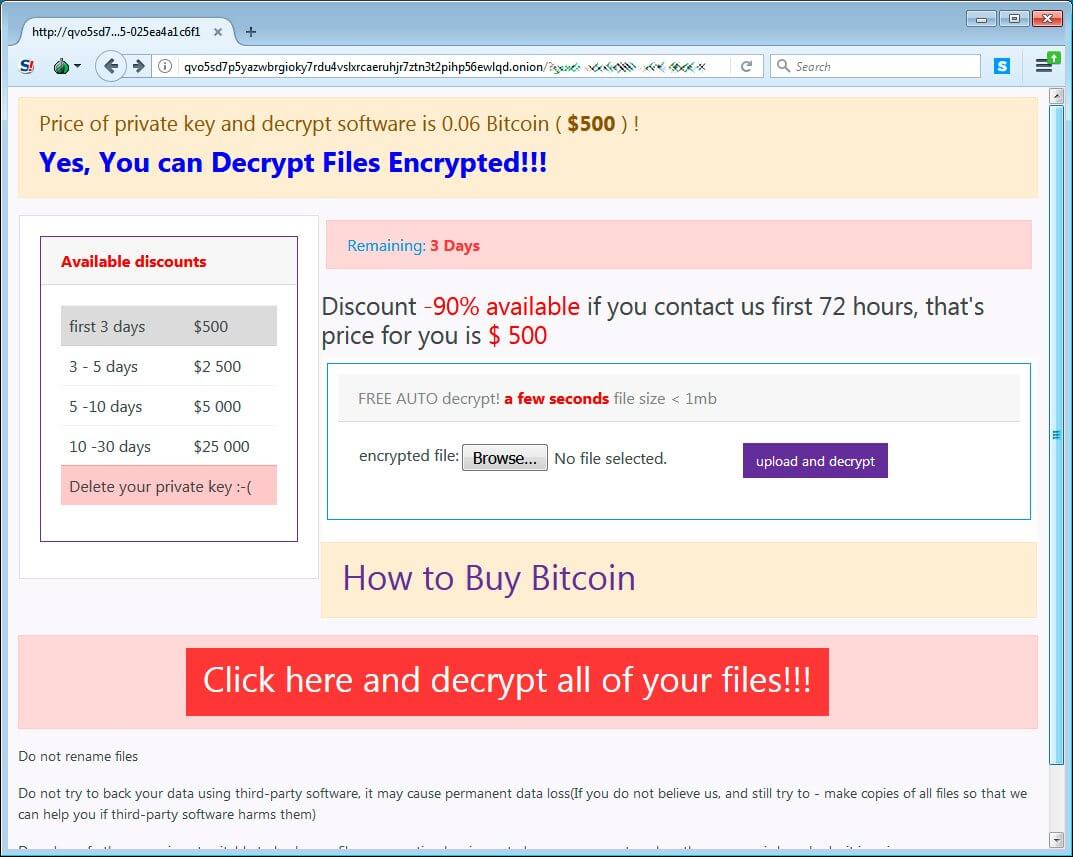 http://qvo5sd7...5-025ea4a1c6f1
qvo5sd7p5yazwbrgioky7rdu4vslxrcaeruhjr7ztn3t2pihp56ewlqd.onion/?
Search
Price of private key and decrypt software is 0.06 Bitcoin ( $500 ) !
Yes, You can Decrypt Files Encrypted!!!
Available discounts
first 3 days $500
3 - 5 days $2 500
5 -10 days $5 000
10 -30 days $25 000
Delete your private key :-(
Remaining: 3 Days
Discount -90% available if you contact us first 72 hours, that's
price for you is $ 500
FREE AUTO decrypt! a few seconds file size < 1mb
encrypted file: Browse... No file selected.
upload and decrypt
How to Buy Bitcoin
Click here and decrypt all of your files!!!
Do not rename files
Do not try to back your data using third-party software, it may cause permanent data loss(If you do not believe us, and still try to - make copies of all files so that we
can help you if third-party software harms them)